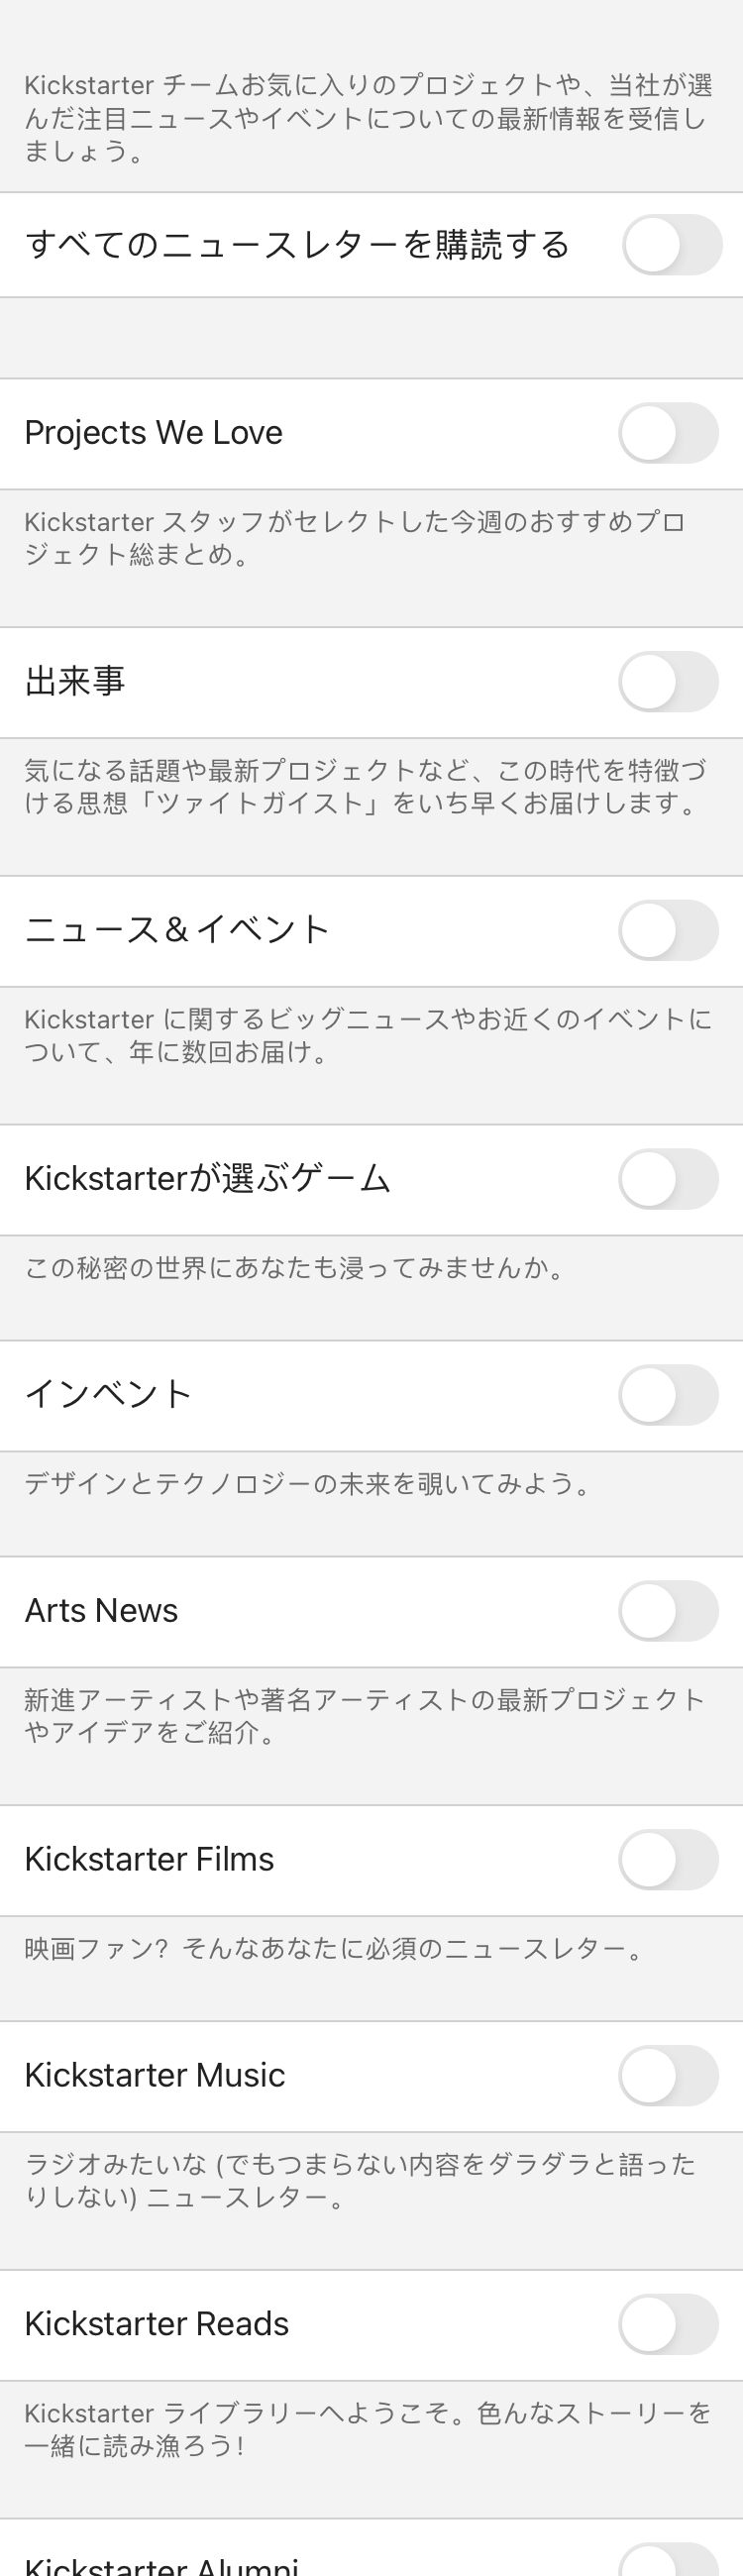 Kickstarter チームお気に入りのプロジェクトや、当社が選
んだ注目ニュースやイベントについての最新情報を受信し
ましょう。
すべてのニュースレターを購読する
Projects We Love
Kickstarter スタッフがセレクトした今週のおすすめプロ
ジェクト総まとめ。
出来事
気になる話題や最新プロジェクトなど、この時代を特徴づ
ける思想「ツァイトガイスト」をいち早くお届けします。
ニュース＆イベント
Kickstarter に関するビッグニュースやお近くのイベントに
ついて、年に数回お届け。
Kickstarterが選ぶゲーム
この秘密の世界にあなたも浸ってみませんか。
インベント
デザインとテクノロジーの未来を覗いてみよう。
Arts News
新進アーティストや著名アーティストの最新プロジェクト
やアイデアをご紹介。
Kickstarter Films
映画ファン？ そんなあなたに必須のニュースレター。
Kickstarter Music
ラジオみたいな (でもつまらない内容をダラダラと語った
りしない) ニュースレター。
Kickstarter Reads
Kickstarter ライブラリーへようこそ。色んなストーリーを
一緒に読み漁ろう！
Kickstarter Alumni